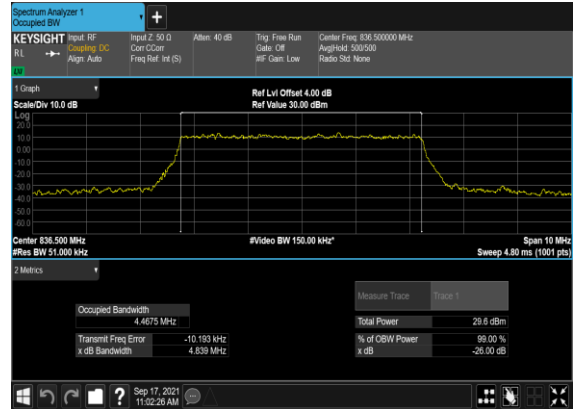 Spectrum Analyzer 1
Occupied BW
+
KEYSIGHT Input: RF Input Z: 50 Ω Atten: 40 dB Trig: Free Run Center Freq: 836.500000 MHz
RL Coupling: DC Corr CCorr Gate: Off Avg|Hold: 500/500
Align: Auto Freq Ref: Int (S) #IF Gain: Low Radio Std: None
LNI
1 Graph
Ref Lvl Offset 4.00 dB
Scale/Div 10.0 dB Ref Value 30.00 dBm
Log
20.0
10.0
0.00
-10.0
-20.0
-30.0
-40.0
-50.0
-60.0
Center 836.500 MHz #Video BW 150.00 kHz* Span 10 MHz
#Res BW 51.000 kHz Sweep 4.80 ms (1001 pts)
2 Metrics
Measure Trace Trace 1
Occupied Bandwidth
4.4675 MHz Total Power 29.6 dBm
Transmit Freq Error -10.193 kHz % of OBW Power 99.00 %
x dB Bandwidth 4.839 MHz x dB -26.00 dB
? Sep 17, 2021
11:02:26 AM